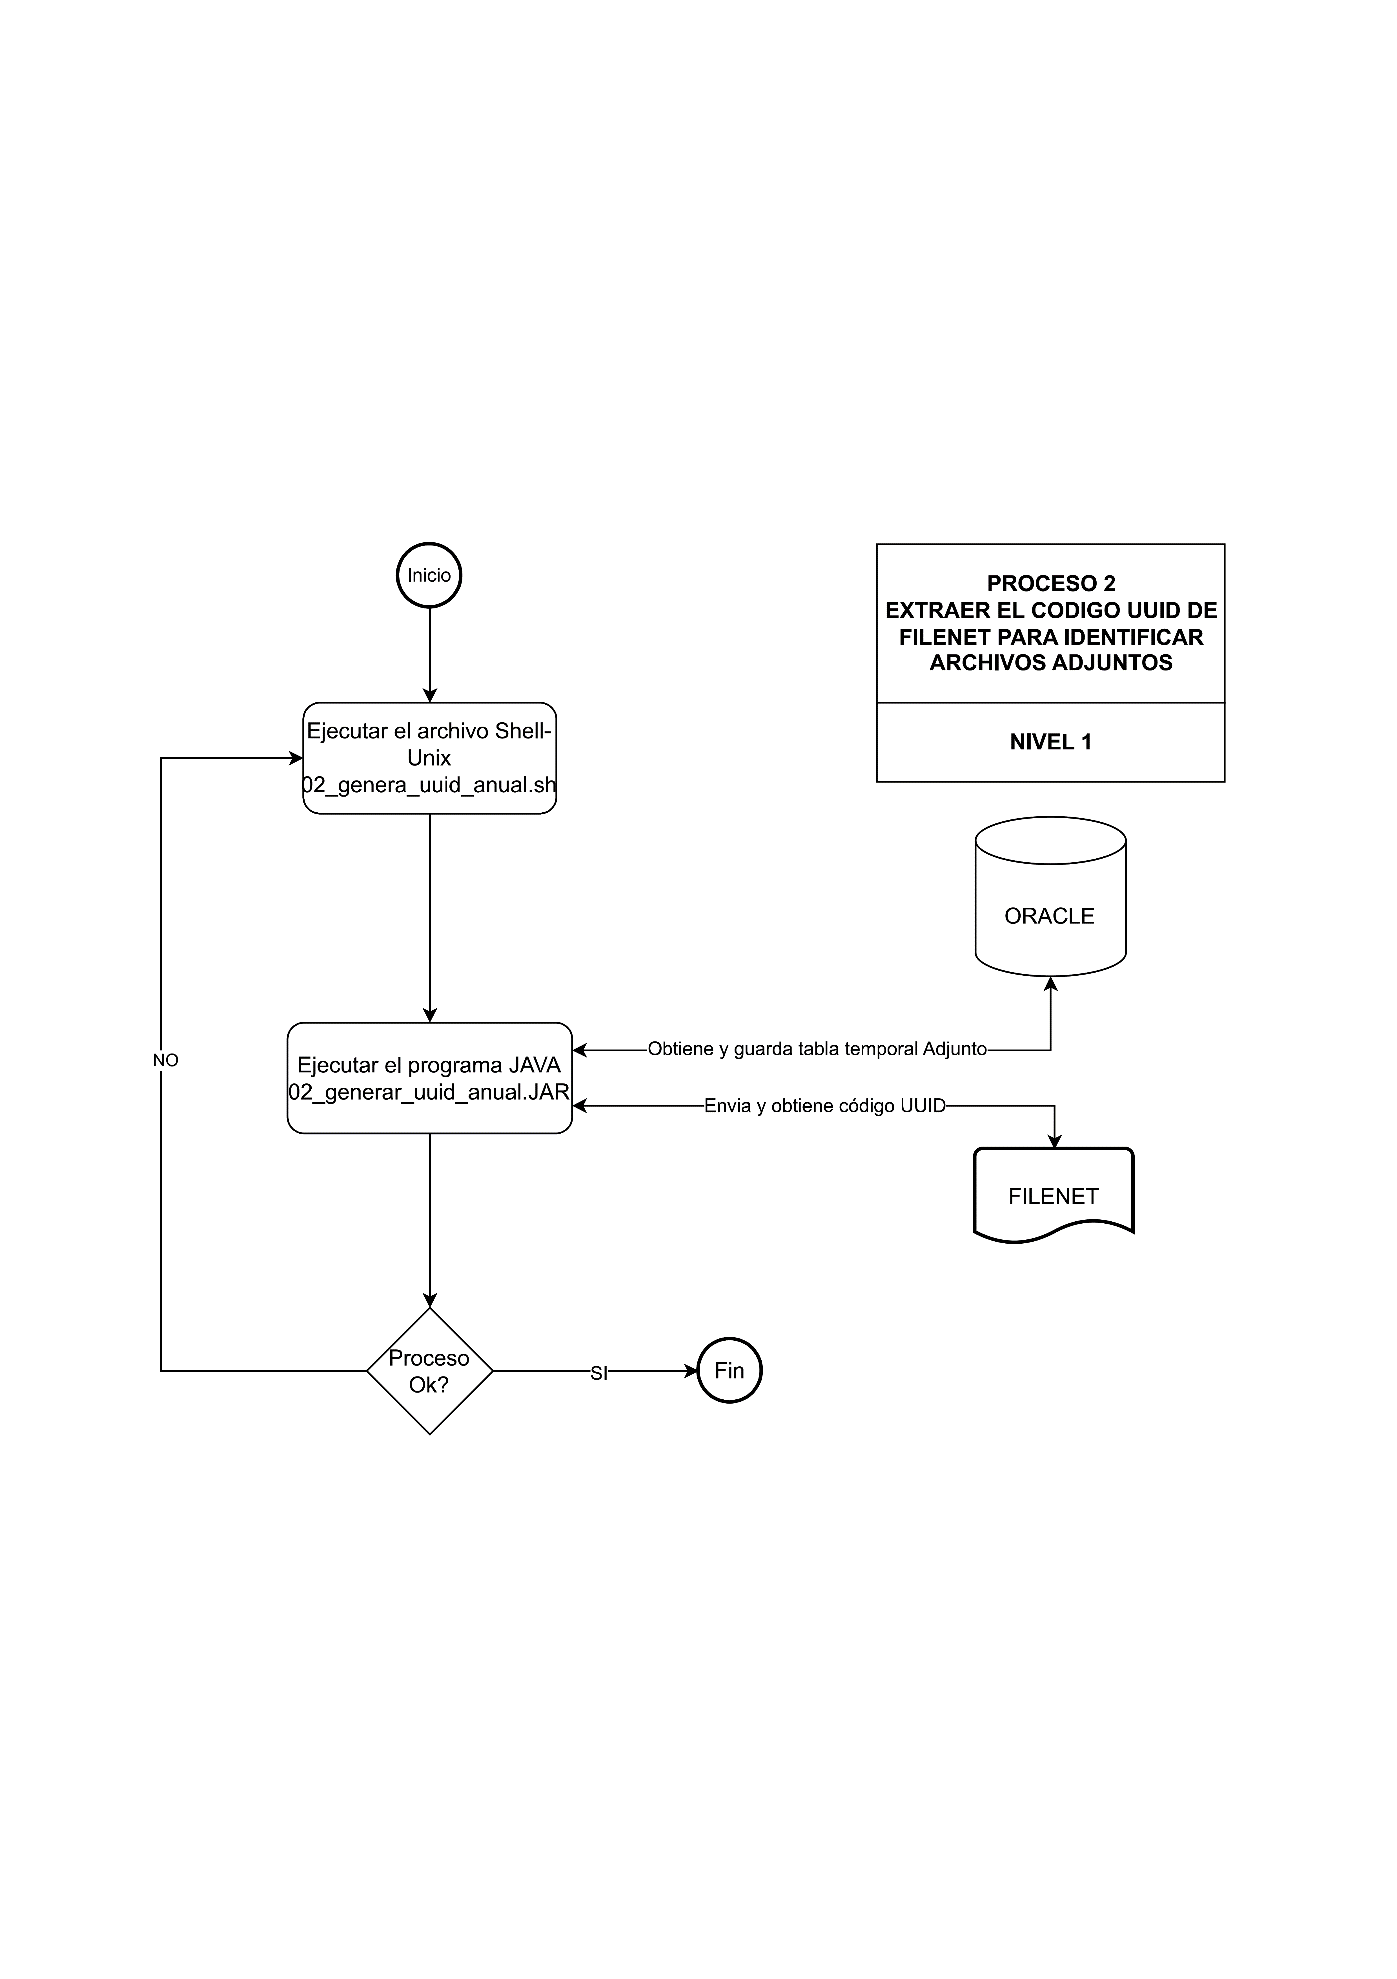 Inicio
PROCESO 2
EXTRAER EL CODIGO UUID DE
FILENET PARA IDENTIFICAR
ARCHIVOS ADJUNTOS
NIVEL 1
Ejecutar el archivo Shell-
Unix
02_genera_uuid_anual.sh
ORACLE
NO
Ejecutar el programa JAVA
02_generar_uuid_anual.JAR
Obtiene y guarda tabla temporal Adjunto
Envia y obtiene código UUID
FILENET
Proceso
Ok?
SI
Fin